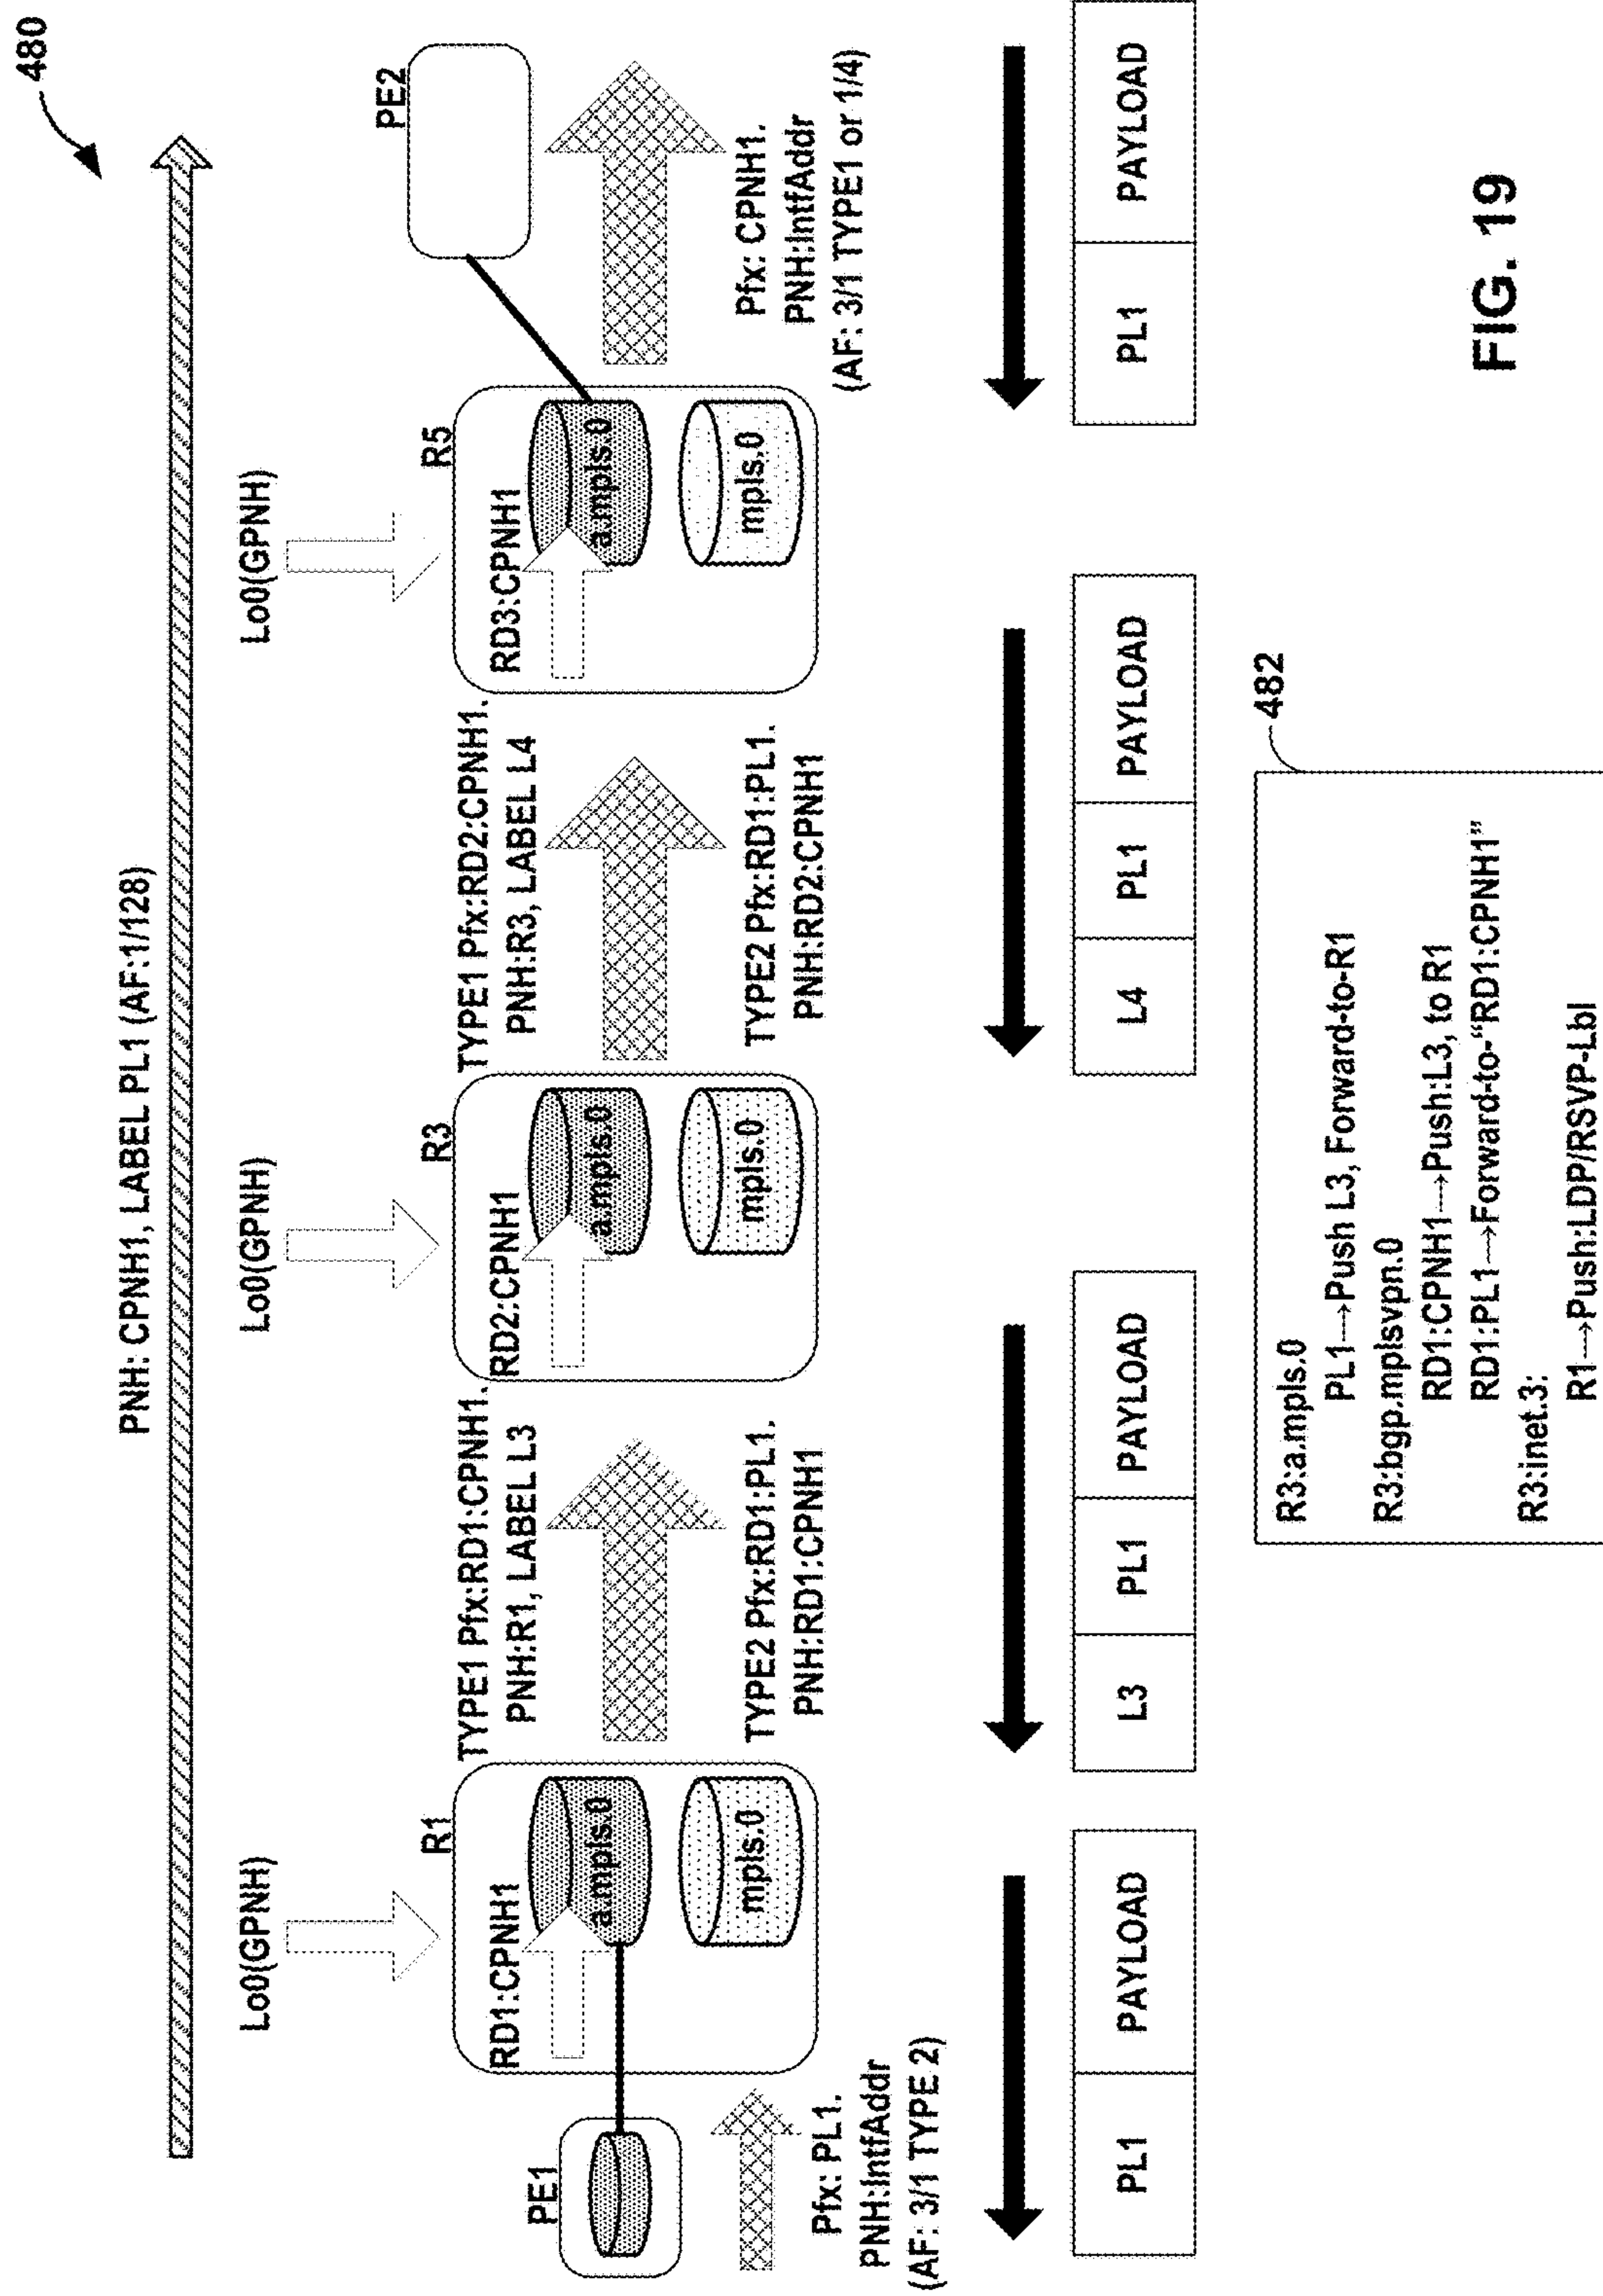 480
PNH: CPNH1, LABEL PL1 (AF:1/128)
Lo0(GPNH)
Lo0(GPNH)
Lo0(GPNH)
PE1
R1
RD1:CPNH1
a.mpls.0
mpls.0
Pfx: PL1.
PNH:IntfAddr
(AF: 3/1 TYPE 2)
TYPE1 Pfx:RD1:CPNH1.
PNH:R1, LABEL L3
TYPE2 Pfx:RD1:PL1.
PNH:RD1:CPNH1
R3
RD2:CPNH1
a.mpls.0
mpls.0
TYPE1 Pfx:RD2:CPNH1.
PNH:R3, LABEL L4
TYPE2 Pfx:RD1:PL1.
PNH:RD2:CPNH1
R5
RD3:CPNH1
a.mpls.0
mpls.0
PE2
Pfx: CPNH1.
PNH:IntfAddr
(AF: 3/1 TYPE1 or 1/4)
PL1 PAYLOAD
L3 PL1 PAYLOAD
L4 PL1 PAYLOAD
PL1 PAYLOAD
482
R3:a.mpls.0
PL1→Push L3, Forward-to-R1
R3:bgp.mplsvpn.0
RD1:CPNH1→Push:L3, to R1
RD1:PL1→Forward-to-“RD1:CPNH1”
R3:inet.3:
R1→Push:LDP/RSVP-Lbl
FIG. 19